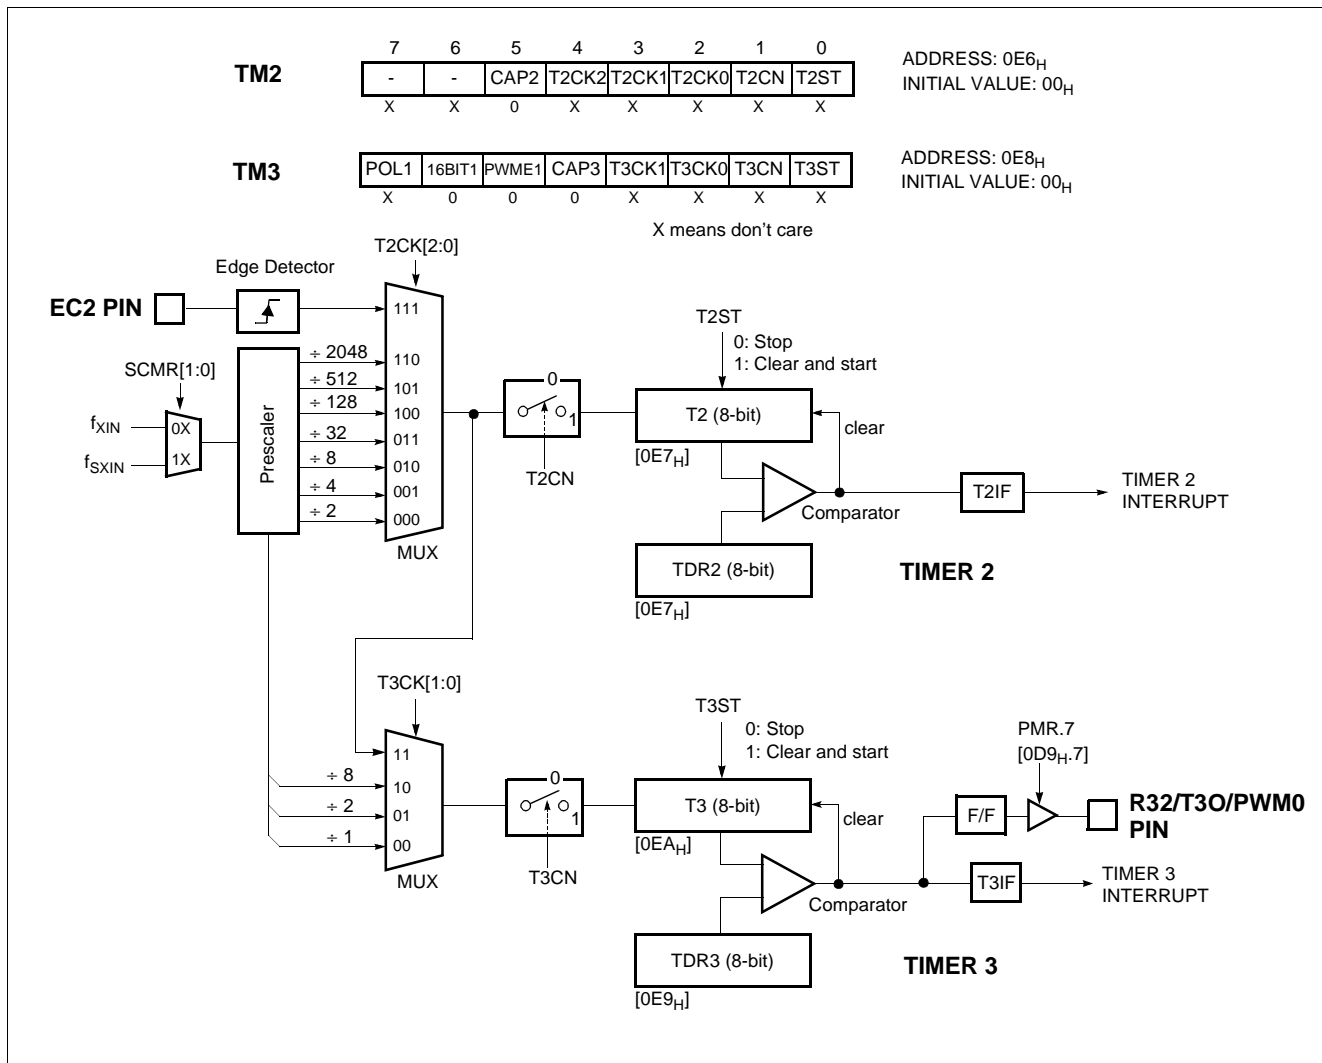 7 6 5 4 3 2 1 0
TM2 - - CAP2 T2CK2 T2CK1 T2CK0 T2CN T2ST
X X 0 X X X X X
ADDRESS: 0E6H
INITIAL VALUE: 00H
TM3 POL1 16BIT1 PWME1 CAP3 T3CK1 T3CK0 T3CN T3ST
X 0 0 0 X X X X
ADDRESS: 0E8H
INITIAL VALUE: 00H
X means don't care
T2CK[2:0]
Edge Detector
EC2 PIN
111
SCMR[1:0]
fXIN
fSXIN
0X
1X
Prescaler
÷ 2048 110
÷ 512 101
÷ 128 100
÷ 32 011
÷ 8 010
÷ 4 001
÷ 2 000
MUX
0
1
T2CN
T2ST
0: Stop
1: Clear and start
T2 (8-bit)
[0E7H]
clear
Comparator
T2IF
TIMER 2
INTERRUPT
TDR2 (8-bit)
[0E7H]
TIMER 2
T3CK[1:0]
11
÷ 8 10
÷ 2 01
÷ 1 00
MUX
0
1
T3CN
T3ST
0: Stop
1: Clear and start
T3 (8-bit)
[0EAH]
clear
Comparator
PMR.7
[0D9H.7]
F/F
R32/T3O/PWM0
PIN
T3IF
TIMER 3
INTERRUPT
TDR3 (8-bit)
[0E9H]
TIMER 3